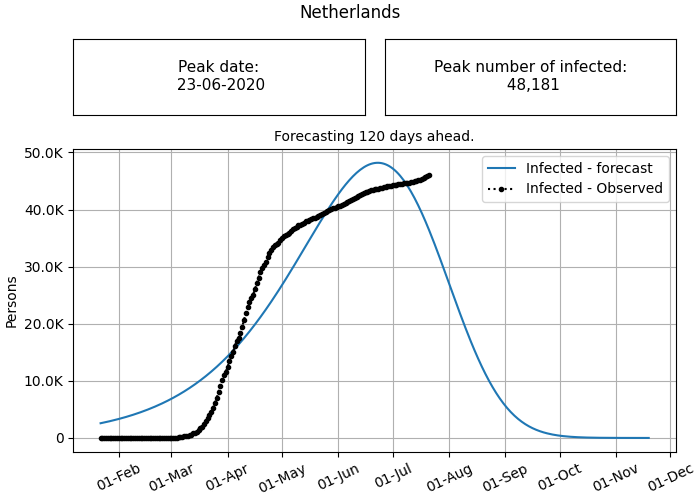 Netherlands
Peak date:
23-06-2020
Peak number of infected:
48,181
Forecasting 120 days ahead.
Infected - forecast
Infected - Observed
Persons
50.0K
40.0K
30.0K
20.0K
10.0K
0
01-Feb
01-Mar
01-Apr
01-May
01-Jun
01-Jul
01-Aug
01-Sep
01-Oct
01-Nov
01-Dec